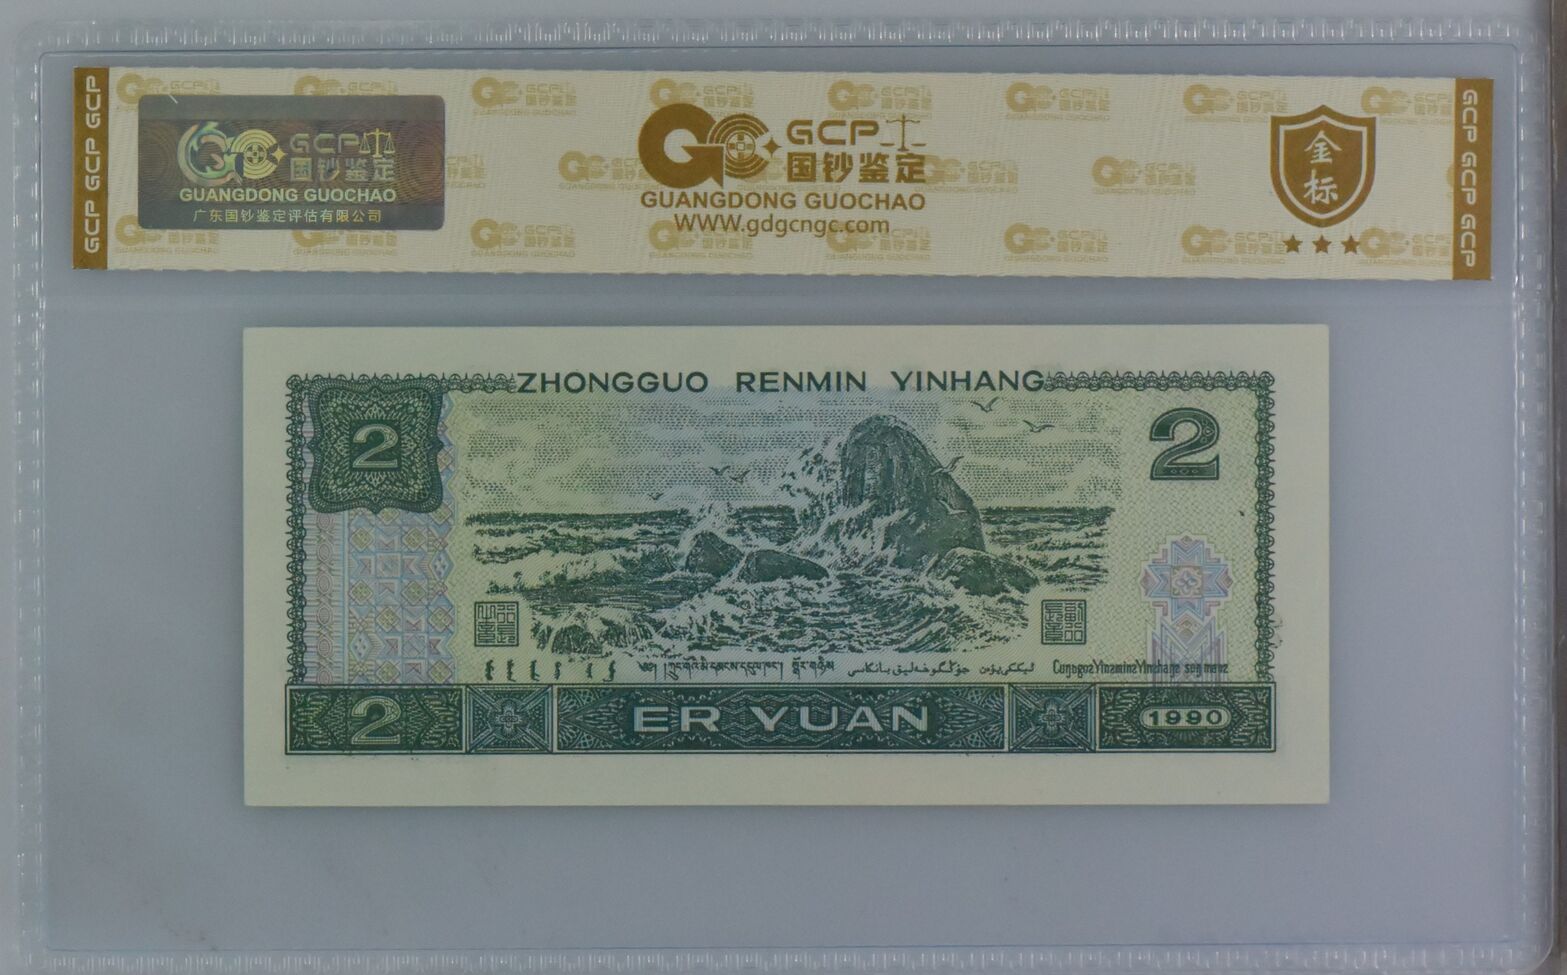 GCP GCP GCP
GCP 国钞鉴定
GUANGDONG GUOCHAO
广东国钞鉴定评估有限公司
GCP 国钞鉴定
GUANGDONG GUOCHAO
WWW.gdgcngc.com
金标
GCP GCP GCP
ZHONGGUO RENMIN YINHANG
2
2
2
ER YUAN
1990